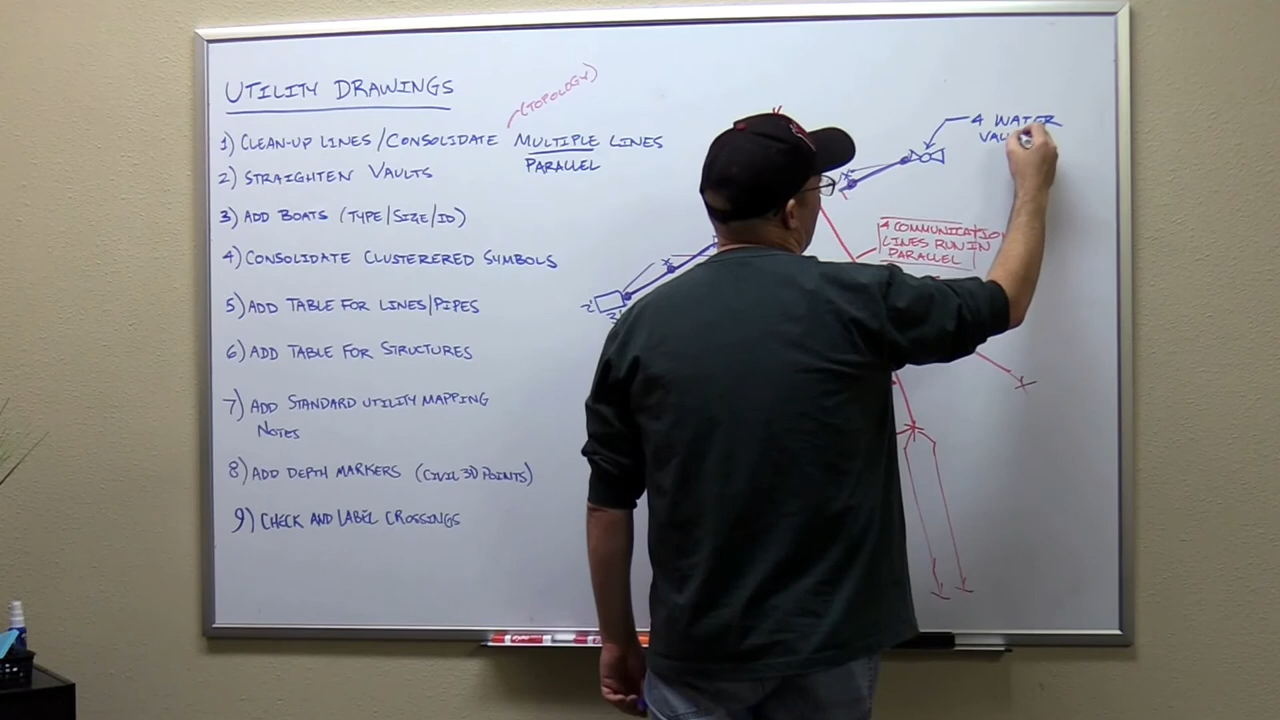 UTILITY DRAWINGS
(TOPOLOGY)
1) CLEAN-UP LINES/CONSOLIDATE MULTIPLE LINES
PARALLEL
2) STRAIGHTEN VAULTS
3) ADD BOATS (TYPE/SIZE/ID)
4) CONSOLIDATE CLUSTERERED SYMBOLS
5) ADD TABLE FOR LINES/PIPES
6) ADD TABLE FOR STRUCTURES
7) ADD STANDARD UTILITY MAPPING
NOTES
8) ADD DEPTH MARKERS (CIVIL 3D POINTS)
9) CHECK AND LABEL CROSSINGS
4 WATER
4 COMMUNICATION
LINES RUN IN
PARALLEL
2'